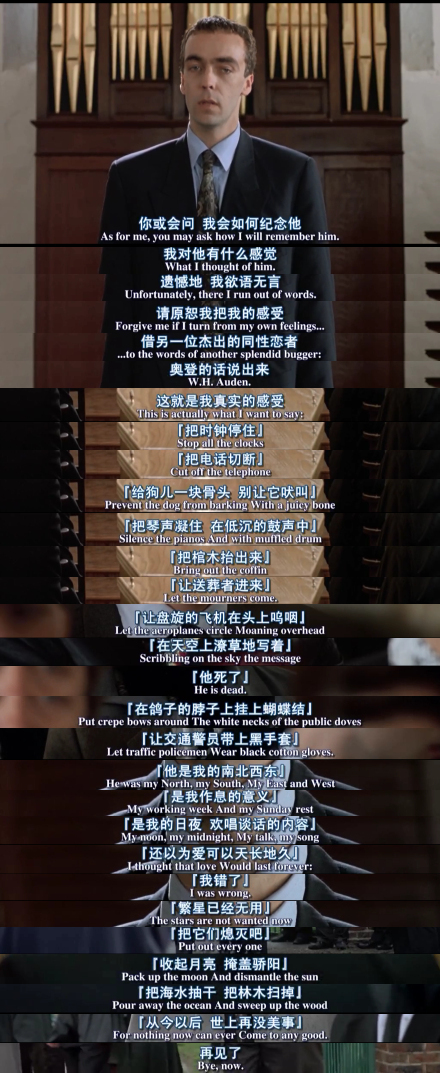 你或会问 我会如何纪念他
As for me, you may ask how I will remember him.
我对他有什么感觉
What I thought of him.
遗憾地 我欲语无言
Unfortunately, there I run out of words.
请原恕我把我的感受
Forgive me if I turn from my own feelings...
借另一位杰出的同性恋者
...to the words of another splendid bugger:
奥登的话说出来
W.H. Auden.
这就是我真实的感受
This is actually what I want to say:
『把时钟停住』
Stop all the clocks
『把电话切断』
Cut off the telephone
『给狗儿一块骨头 别让它吠叫』
Prevent the dog from barking With a juicy bone
『把琴声凝住 在低沉的鼓声中』
Silence the pianos And with muffled drum
『把棺木抬出来』
Bring out the coffin
『让送葬者进来』
Let the mourners come.
『让盘旋的飞机在头上呜咽』
Let the aeroplanes circle Moaning overhead
『在天空上潦草地写着』
Scribbling on the sky the message
『他死了』
He is dead.
『在鸽子的脖子上挂上蝴蝶结』
Put crepe bows around The white necks of the public doves
『让交通警员带上黑手套』
Let traffic policemen Wear black cotton gloves.
『他是我的南北西东』
He was my North, my South, My East and West
『是我作息的意义』
My working week And my Sunday rest
『是我的日夜 欢唱谈话的内容』
My noon, my midnight, My talk, my song
『还以为爱可以天长地久』
I thought that love Would last forever:
『我错了』
I was wrong.
『繁星已经无用』
The stars are not wanted now
『把它们熄灭吧』
Put out every one
『收起月亮 掩盖骄阳』
Pack up the moon And dismantle the sun
『把海水抽干 把林木扫掉』
Pour away the ocean And sweep up the wood
『从今以后 世上再没美事』
For nothing now can ever Come to any good.
再见了
Bye, now.